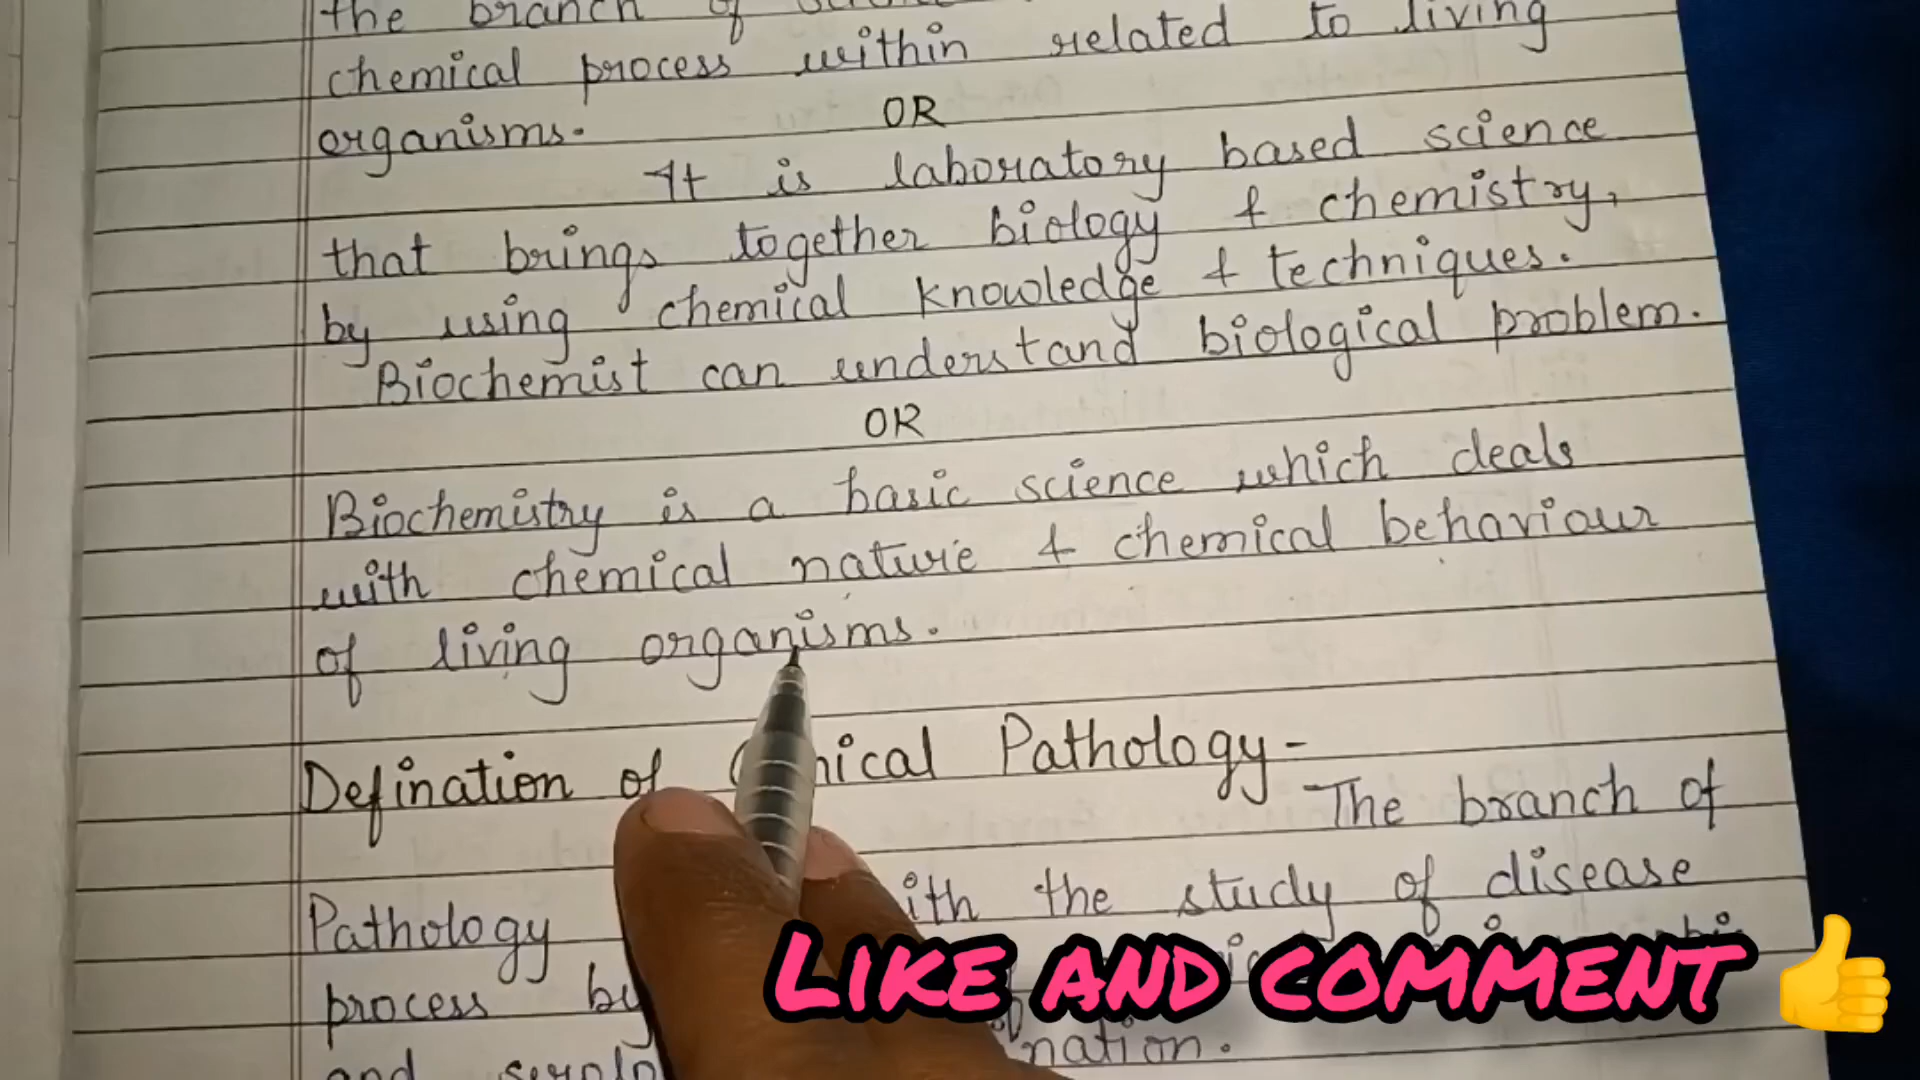 the branch of
chemical process within related to living
organisms.
OR
It is laboratory based science
that brings together biology & chemistry,
by using chemical knowledge & techniques.
Biochemist can understand biological problem.
OR
Biochemistry is a basic science which deals
with chemical nature & chemical behaviour
of living organisms.
Defination of nical Pathology-
The branch of
Pathology ith the study of disease
process by
and nation.
LIKE AND COMMENT 👍